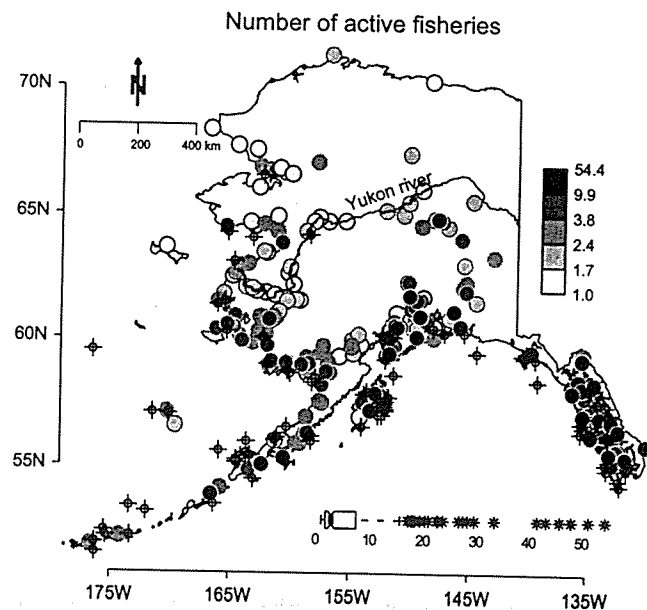 Number of active fisheries
70N
N
0 200 400 km
Yukon river
65N
54.4
9.9
3.8
2.4
1.7
1.0
60N
55N
0 10 20 30 40 50
175W 165W 155W 145W 135W